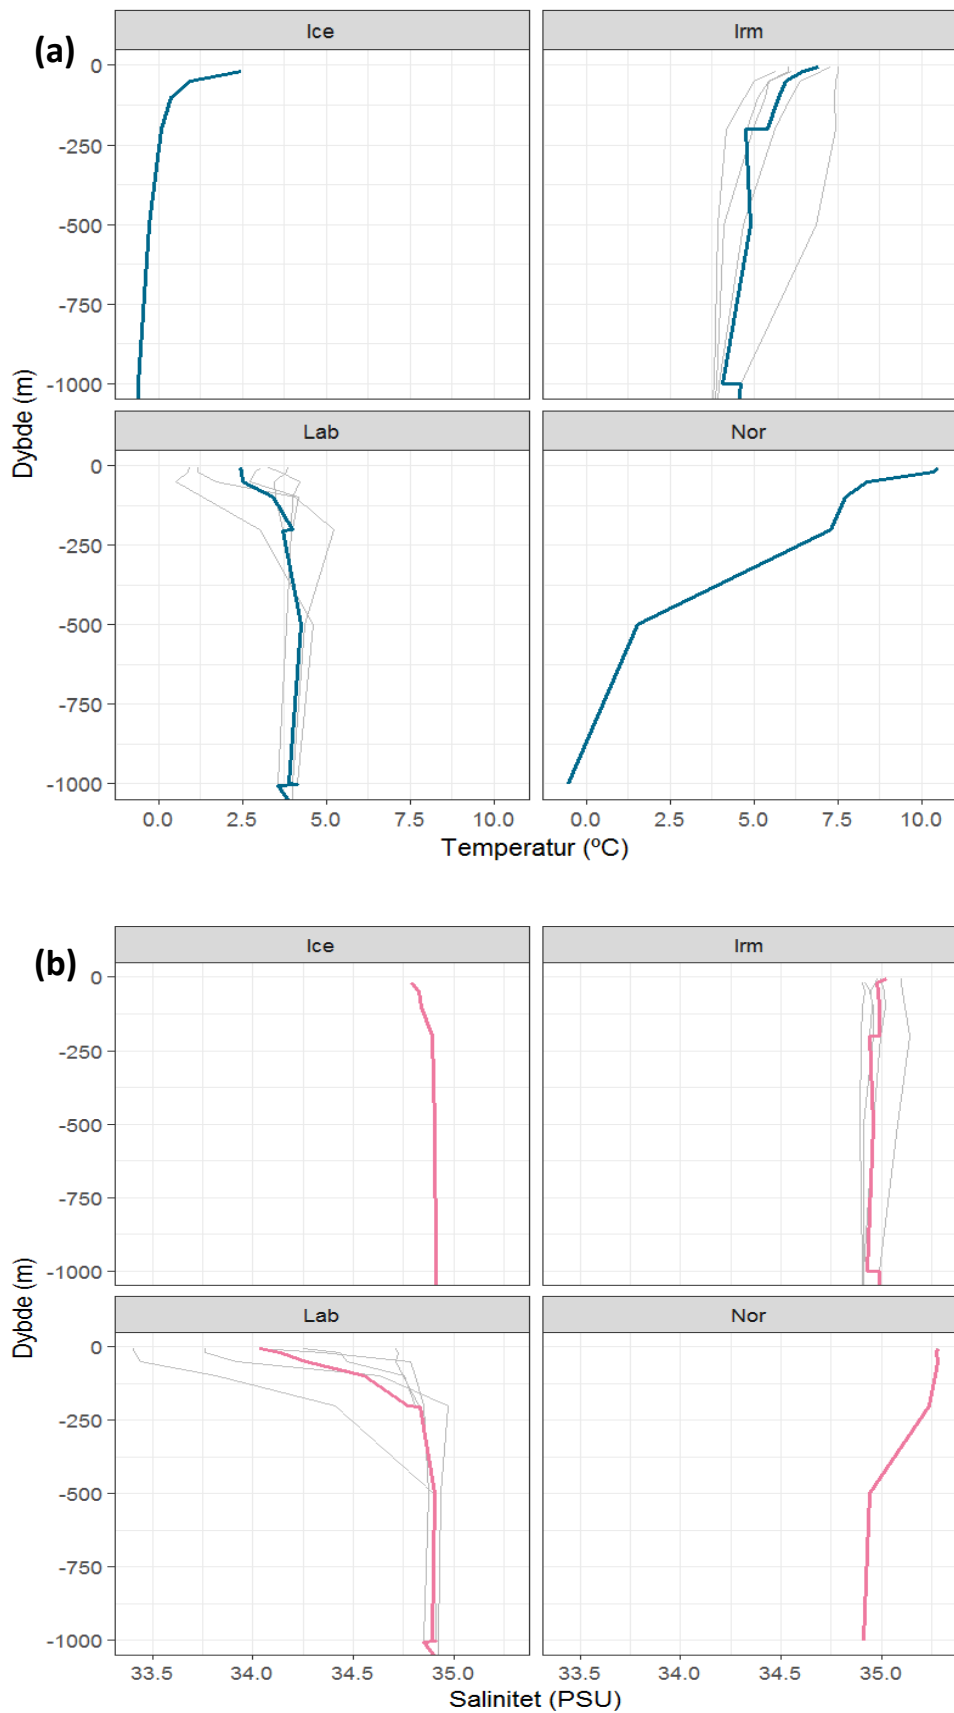 (a)
Ice
Irm
0
-250
-500
-750
-1000
Dybde (m)
Lab
Nor
0
-250
-500
-750
-1000
0.0 2.5 5.0 7.5 10.0
0.0 2.5 5.0 7.5 10.0
Temperatur (ºC)
(b)
Ice
Irm
0
-250
-500
-750
-1000
Dybde (m)
Lab
Nor
0
-250
-500
-750
-1000
33.5 34.0 34.5 35.0
33.5 34.0 34.5 35.0
Salinitet (PSU)